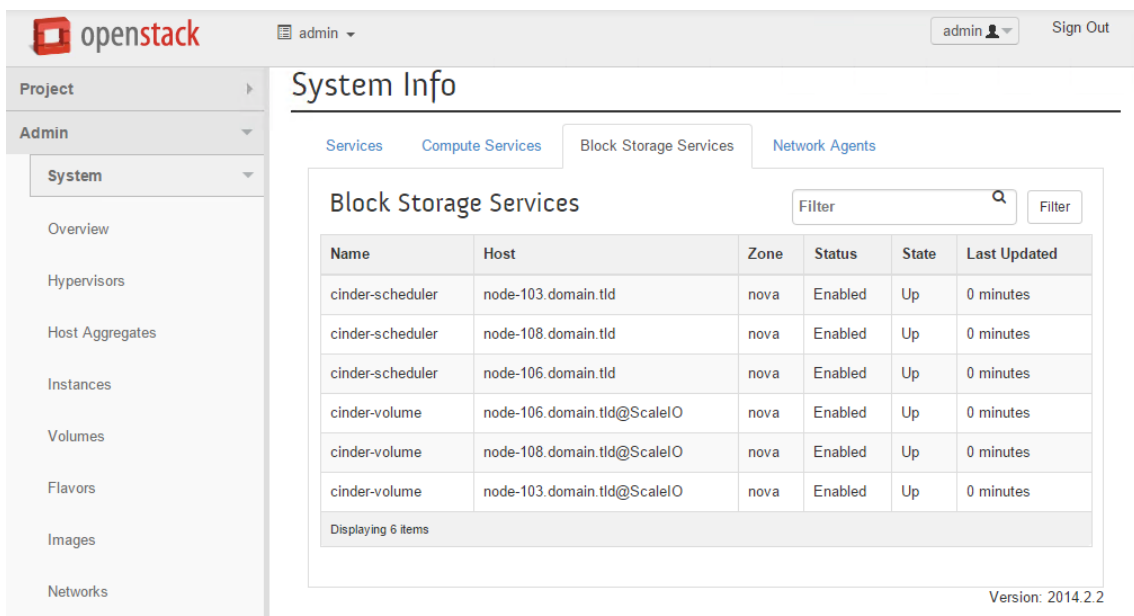 openstack admin admin Sign Out
Project
Admin
System
Overview
Hypervisors
Host Aggregates
Instances
Volumes
Flavors
Images
Networks
System Info
Services Compute Services Block Storage Services Network Agents
Block Storage Services Filter Filter
Name Host Zone Status State Last Updated
cinder-scheduler node-103.domain.tld nova Enabled Up 0 minutes
cinder-scheduler node-108.domain.tld nova Enabled Up 0 minutes
cinder-scheduler node-106.domain.tld nova Enabled Up 0 minutes
cinder-volume node-106.domain.tld@ScaleIO nova Enabled Up 0 minutes
cinder-volume node-108.domain.tld@ScaleIO nova Enabled Up 0 minutes
cinder-volume node-103.domain.tld@ScaleIO nova Enabled Up 0 minutes
Displaying 6 items
Version: 2014.2.2